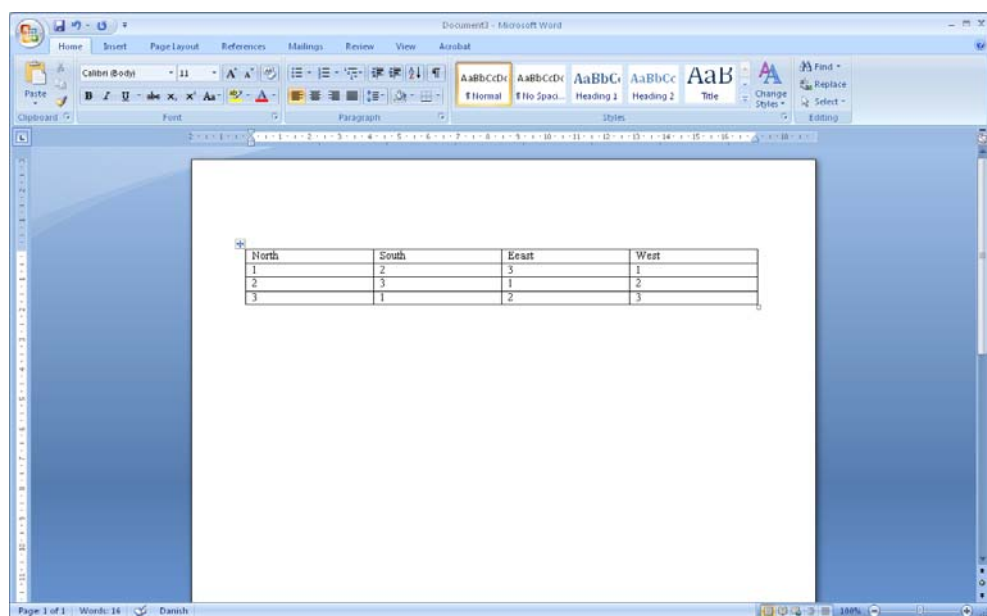 Document3 - Microsoft Word
Home Insert Page Layout References Mailings Review View Acrobat
Calibri (Body) 11
Find
Replace
Select
Paste
B I U abc x, x' Aa A
AaBbCcDc AaBbCcDc AaBbC AaBbCc AaB
¶ Normal ¶ No Spaci... Heading 1 Heading 2 Title
Change Styles
Clipboard Font Paragraph Styles Editing
North South Eeast West
1 2 3 1
2 3 1 2
3 1 2 3
Page 1 of 1 Words: 16 Danish 100%